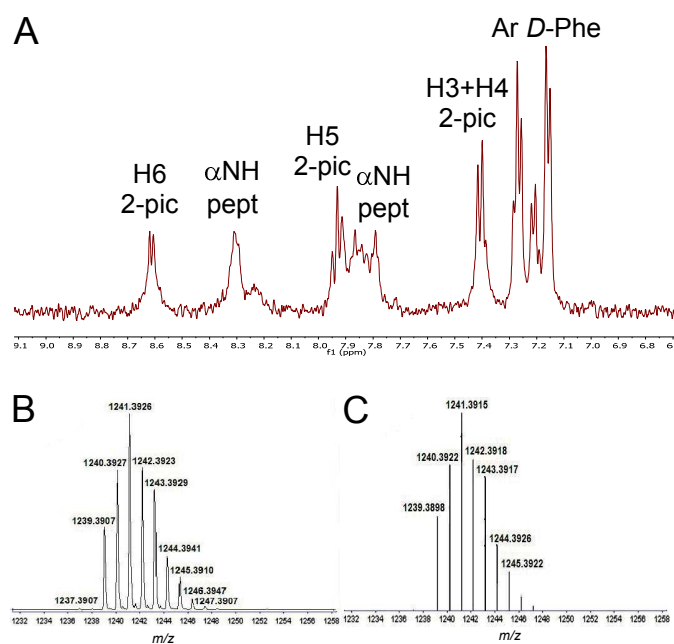 A
Ar D-Phe
H3+H4
2-pic
H5
2-pic
H6
2-pic
αNH
pept
αNH
pept
9.1 9.0 8.9 8.8 8.7 8.6 8.5 8.4 8.3 8.2 8.1 8.0 7.9 7.8 7.7 7.6 7.5 7.4 7.3 7.2 7.1 7.0 6.9 6.8 6.7 6.
f1 (ppm)
B
1241.3926
1240.3927
1242.3923
1243.3929
1239.3907
1244.3941
1245.3910
1246.3947
1237.3907
1247.3907
1232 1234 1236 1238 1240 1242 1244 1246 1248 1250 1252 1254 1256 1258
m/z
C
1241.3915
1240.3922
1242.3918
1243.3917
1239.3898
1244.3926
1245.3922
1232 1234 1236 1238 1240 1242 1244 1246 1248 1250 1252 1254 1256 1258
m/z